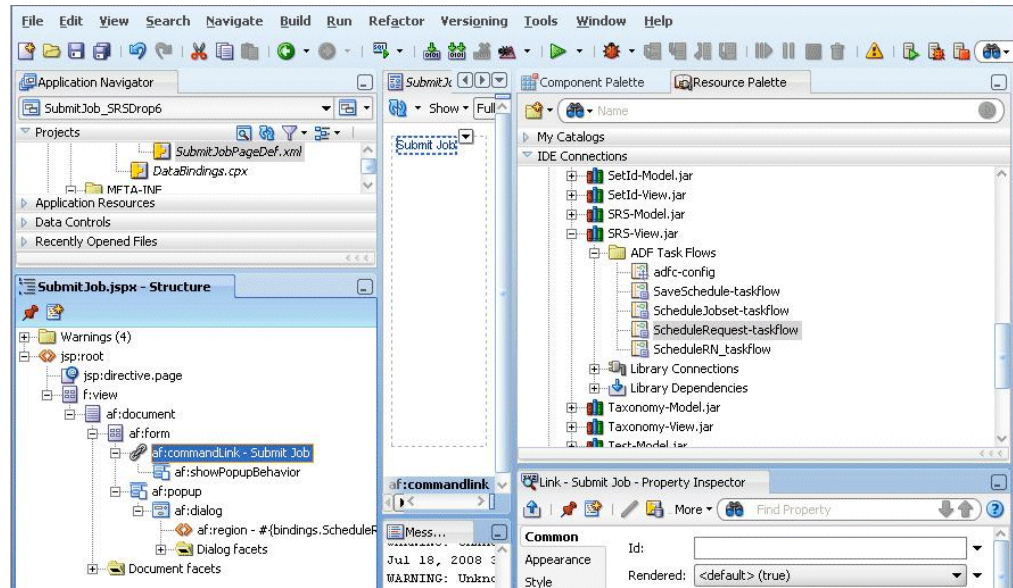 File Edit View Search Navigate Build Run Refactor Versioning Tools Window Help
Application Navigator
SubmitJob_SRSDrop6
Projects
SubmitJobPageDef.xml
DataBindings.cpx
META-INF
Application Resources
Data Controls
Recently Opened Files
SubmitJob.jspx - Structure
Warnings (4)
jsp:root
jsp:directive.page
f:view
af:document
af:form
af:commandLink - Submit Job
af:showPopupBehavior
af:popup
af:dialog
af:region - #{bindings.ScheduleR
Dialog facets
Document facets
SubmitJ
Show Full
Submit Job
af:commandlink
Mess...
Jul 18, 2008 3
WARNING: Unkno
Component Palette Resource Palette
Name
My Catalogs
IDE Connections
SetId-Model.jar
SetId-View.jar
SRS-Model.jar
SRS-View.jar
ADF Task Flows
adfc-config
SaveSchedule-taskflow
ScheduleJobset-taskflow
ScheduleRequest-taskflow
ScheduleRN_taskflow
Library Connections
Library Dependencies
Taxonomy-Model.jar
Taxonomy-View.jar
Test-Model.jar
Link - Submit Job - Property Inspector
More Find Property
Common
Appearance
Style
Id:
Rendered: <default> (true)